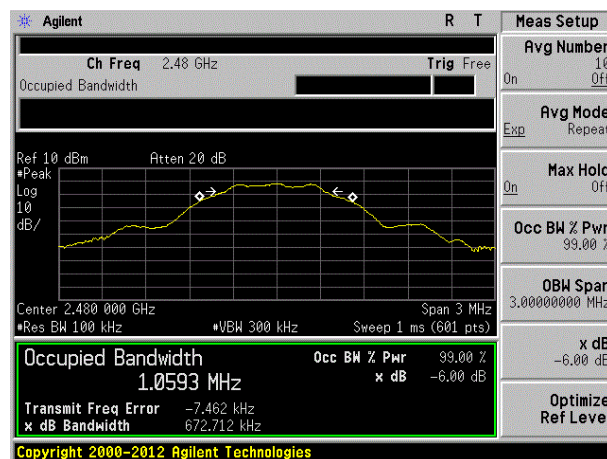 Agilent R T Meas Setup
Avg Number
10
On Off
Ch Freq 2.48 GHz Trig Free
Occupied Bandwidth
Avg Mode
Exp Repeat
Ref 10 dBm Atten 20 dB
#Peak
Log
10
dB/
Max Hold
On Off
Occ BW % Pwr
99.00 %
OBW Span
3.00000000 MHz
Center 2.480 000 GHz Span 3 MHz
#Res BW 100 kHz #VBW 300 kHz Sweep 1 ms (601 pts)
Occupied Bandwidth Occ BW % Pwr 99.00 %
1.0593 MHz x dB -6.00 dB
x dB
-6.00 dB
Transmit Freq Error -7.462 kHz
x dB Bandwidth 672.712 kHz
Optimize
Ref Level
Copyright 2000-2012 Agilent Technologies